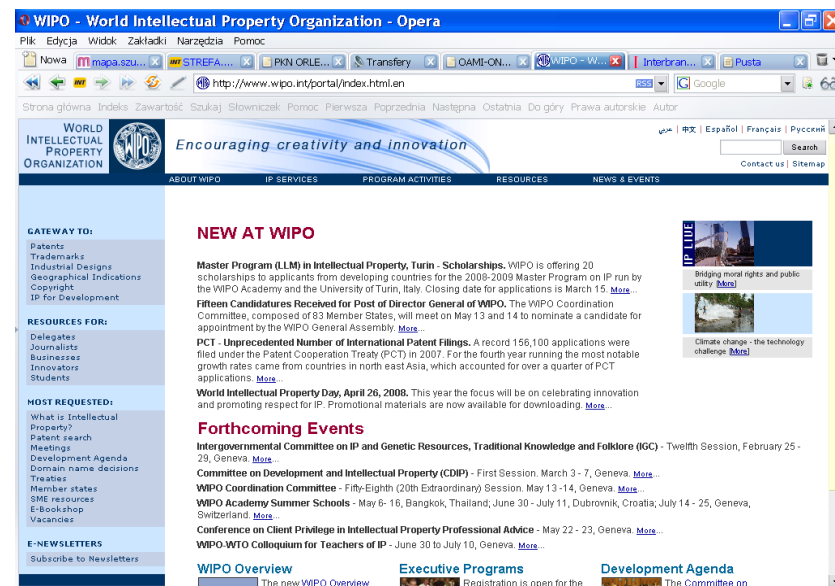 WIPO - World Intellectual Property Organization - Opera
Plik Edycja Widok Zakładki Narzędzia Pomoc
Nowa mapa.szu... STREFA.... PKN ORLE... Transfery OAMI-ON... WIPO - W... Interbran... Pusta
http://www.wipo.int/portal/index.html.en RSS Google
Strona główna Indeks Zawartość Szukaj Słowniczek Pomoc Pierwsza Poprzednia Następna Ostatnia Do góry Prawa autorskie Autor
WORLD
INTELLECTUAL
PROPERTY
ORGANIZATION
WIPO
Encouraging creativity and innovation
عربي | 中文 | Español | Français | Русский
Search
Contact us | Sitemap
ABOUT WIPO IP SERVICES PROGRAM ACTIVITIES RESOURCES NEWS & EVENTS
GATEWAY TO:
Patents
Trademarks
Industrial Designs
Geographical Indications
Copyright
IP for Development
RESOURCES FOR:
Delegates
Journalists
Businesses
Innovators
Students
MOST REQUESTED:
What is Intellectual
Property?
Patent search
Meetings
Development Agenda
Domain name decisions
Treaties
Member states
SME resources
E-Bookshop
Vacancies
E-NEWSLETTERS
Subscribe to Newsletters
NEW AT WIPO
Master Program (LLM) in Intellectual Property, Turin - Scholarships. WIPO is offering 20
scholarships to applicants from developing countries for the 2008-2009 Master Program on IP run by
the WIPO Academy and the University of Turin, Italy. Closing date for applications is March 15. More...
Fifteen Candidatures Received for Post of Director General of WIPO. The WIPO Coordination
Committee, composed of 83 Member States, will meet on May 13 and 14 to nominate a candidate for
appointment by the WIPO General Assembly. More...
PCT - Unprecedented Number of International Patent Filings. A record 156,100 applications were
filed under the Patent Cooperation Treaty (PCT) in 2007. For the fourth year running the most notable
growth rates came from countries in north east Asia, which accounted for over a quarter of PCT
applications. More...
World Intellectual Property Day, April 26, 2008. This year the focus will be on celebrating innovation
and promoting respect for IP. Promotional materials are now available for downloading. More...
IP LIVE
Bridging moral rights and public
utility [More]
Climate change - the technology
challenge [More]
Forthcoming Events
Intergovernmental Committee on IP and Genetic Resources, Traditional Knowledge and Folklore (IGC) - Twelfth Session, February 25 -
29, Geneva. More...
Committee on Development and Intellectual Property (CDIP) - First Session. March 3 - 7, Geneva. More...
WIPO Coordination Committee - Fifty-Eighth (20th Extraordinary) Session. May 13 -14, Geneva. More...
WIPO Academy Summer Schools - May 6- 16, Bangkok, Thailand; June 30 - July 11, Dubrovnik, Croatia; July 14 - 25, Geneva,
Switzerland. More...
Conference on Client Privilege in Intellectual Property Professional Advice - May 22 - 23, Geneva. More...
WIPO-WTO Colloquium for Teachers of IP - June 30 to July 10, Geneva. More...
WIPO Overview Executive Programs Development Agenda
The new WIPO Overview Registration is open for the The Committee on